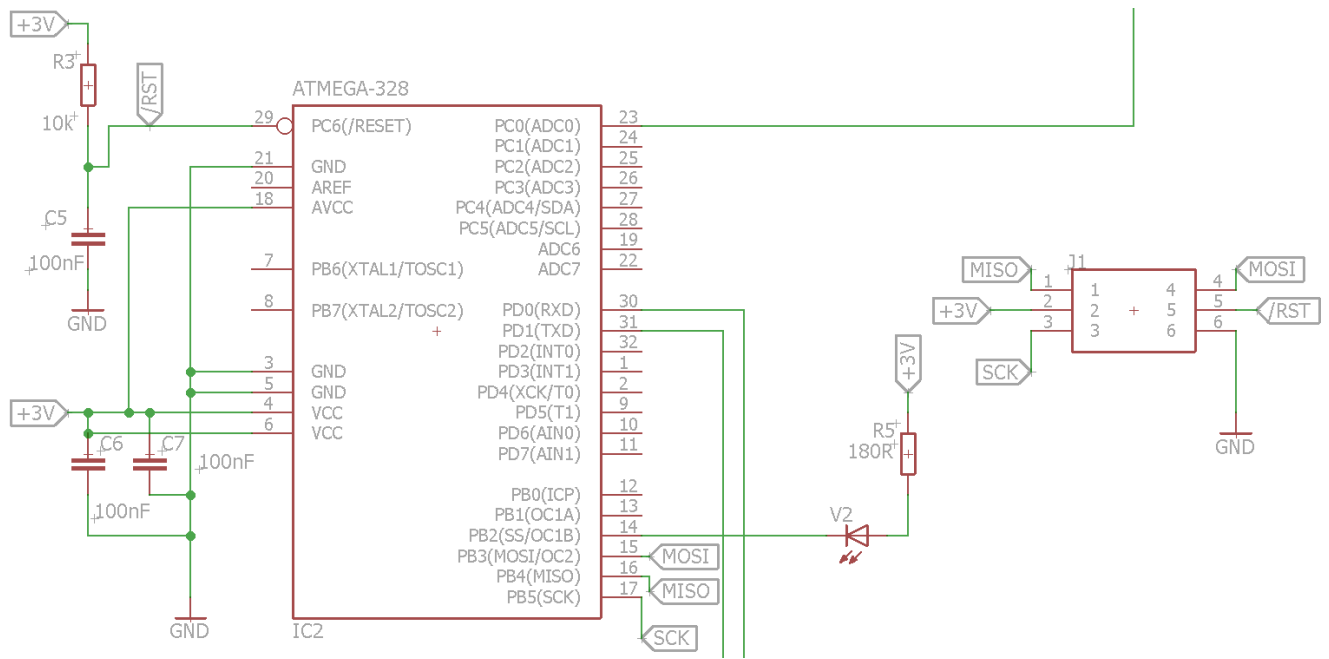 +3V
R3
10k
/RST
C5
100nF
GND
+3V
C6
C7
100nF
100nF
GND
ATMEGA-328
29 PC6(/RESET)
21 GND
20 AREF
18 AVCC
7 PB6(XTAL1/TOSC1)
8 PB7(XTAL2/TOSC2)
3 GND
5 GND
4 VCC
6 VCC
PC0(ADC0) 23
PC1(ADC1) 24
PC2(ADC2) 25
PC3(ADC3) 26
PC4(ADC4/SDA) 27
PC5(ADC5/SCL) 28
ADC6 19
ADC7 22
PD0(RXD) 30
PD1(TXD) 31
PD2(INT0) 32
PD3(INT1) 1
PD4(XCK/T0) 2
PD5(T1) 9
PD6(AIN0) 10
PD7(AIN1) 11
PB0(ICP) 12
PB1(OC1A) 13
PB2(SS/OC1B) 14
PB3(MOSI/OC2) 15 MOSI
PB4(MISO) 16 MISO
PB5(SCK) 17 SCK
IC2
V2
+3V
R5
180R
J1
MISO 1 1 4 4 MOSI
+3V 2 2 5 5 /RST
SCK 3 3 6 6
GND